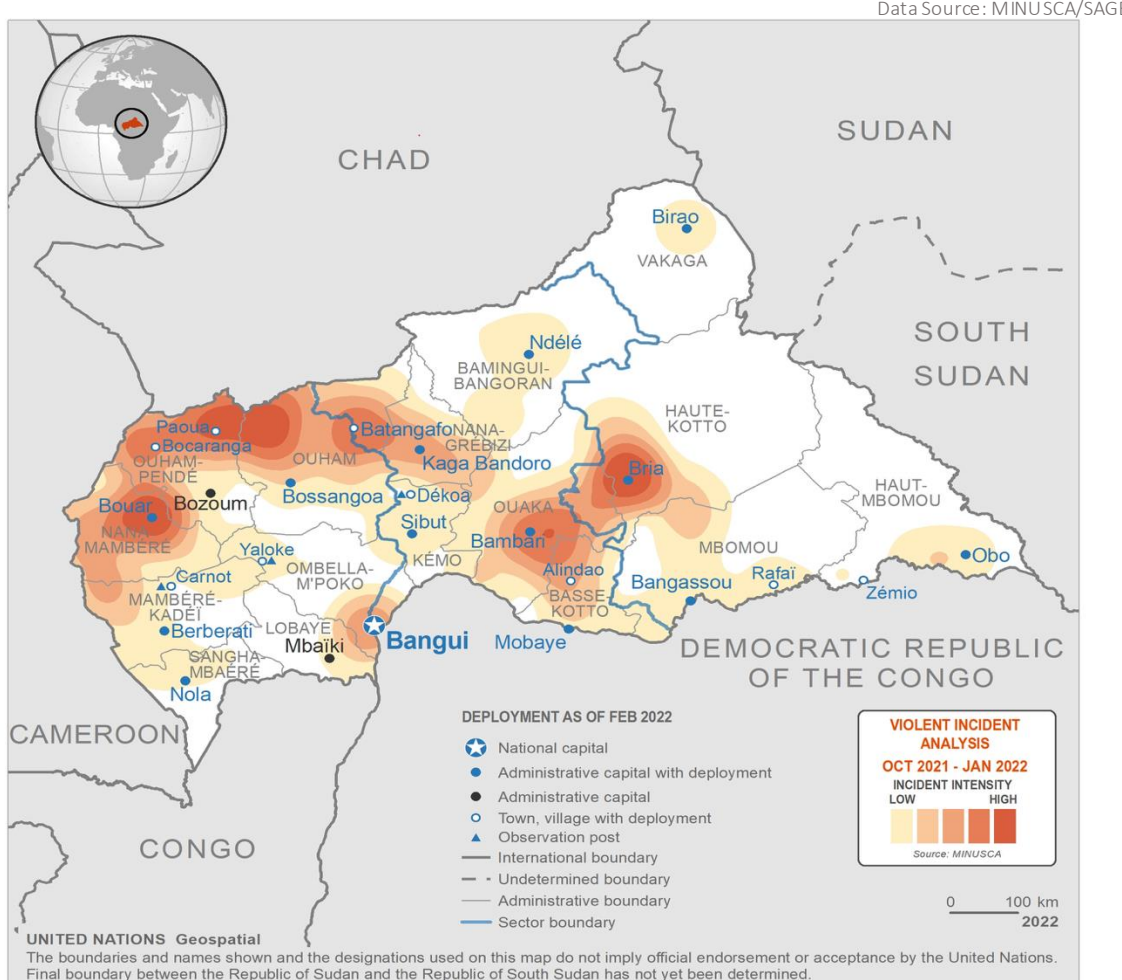 Data Source: MINUSCA/SAGE
SUDAN
CHAD
Birao
VAKAGA
SOUTH
SUDAN
Ndélé
BAMINGUI-
BANGORAN
HAUTE-
KOTTO
Paoua
Batangafo
NANA-
GRÉBIZI
Bocaranga
OUHAM
OUHAM-
PENDÉ
Kaga Bandoro
Bria
Bozoum
Bossangoa
Dékoa
OUAKA
HAUT-
MBOMOU
Bouar
NANA
MAMBÉRÉ
Sibut
Bambari
MBOMOU
Yaloke
OMBELLA-
M'POKO
KÉMO
Obo
Carnot
Alindao
Bangassou
Rafaï
Zémio
MAMBÉRÉ-
KADÉÏ
BASSE-
KOTTO
Berberati
LOBAYE
Bangui
Mobaye
Mbaïki
SANGHA-
MBAÉRÉ
Nola
DEMOCRATIC REPUBLIC
OF THE CONGO
CAMEROON
CONGO
DEPLOYMENT AS OF FEB 2022
National capital
Administrative capital with deployment
Administrative capital
Town, village with deployment
Observation post
International boundary
Undetermined boundary
Administrative boundary
Sector boundary
VIOLENT INCIDENT
ANALYSIS
OCT 2021 - JAN 2022
INCIDENT INTENSITY
LOW HIGH
Source: MINUSCA
0 100 km
2022
UNITED NATIONS Geospatial
The boundaries and names shown and the designations used on this map do not imply official endorsement or acceptance by the United Nations.
Final boundary between the Republic of Sudan and the Republic of South Sudan has not yet been determined.